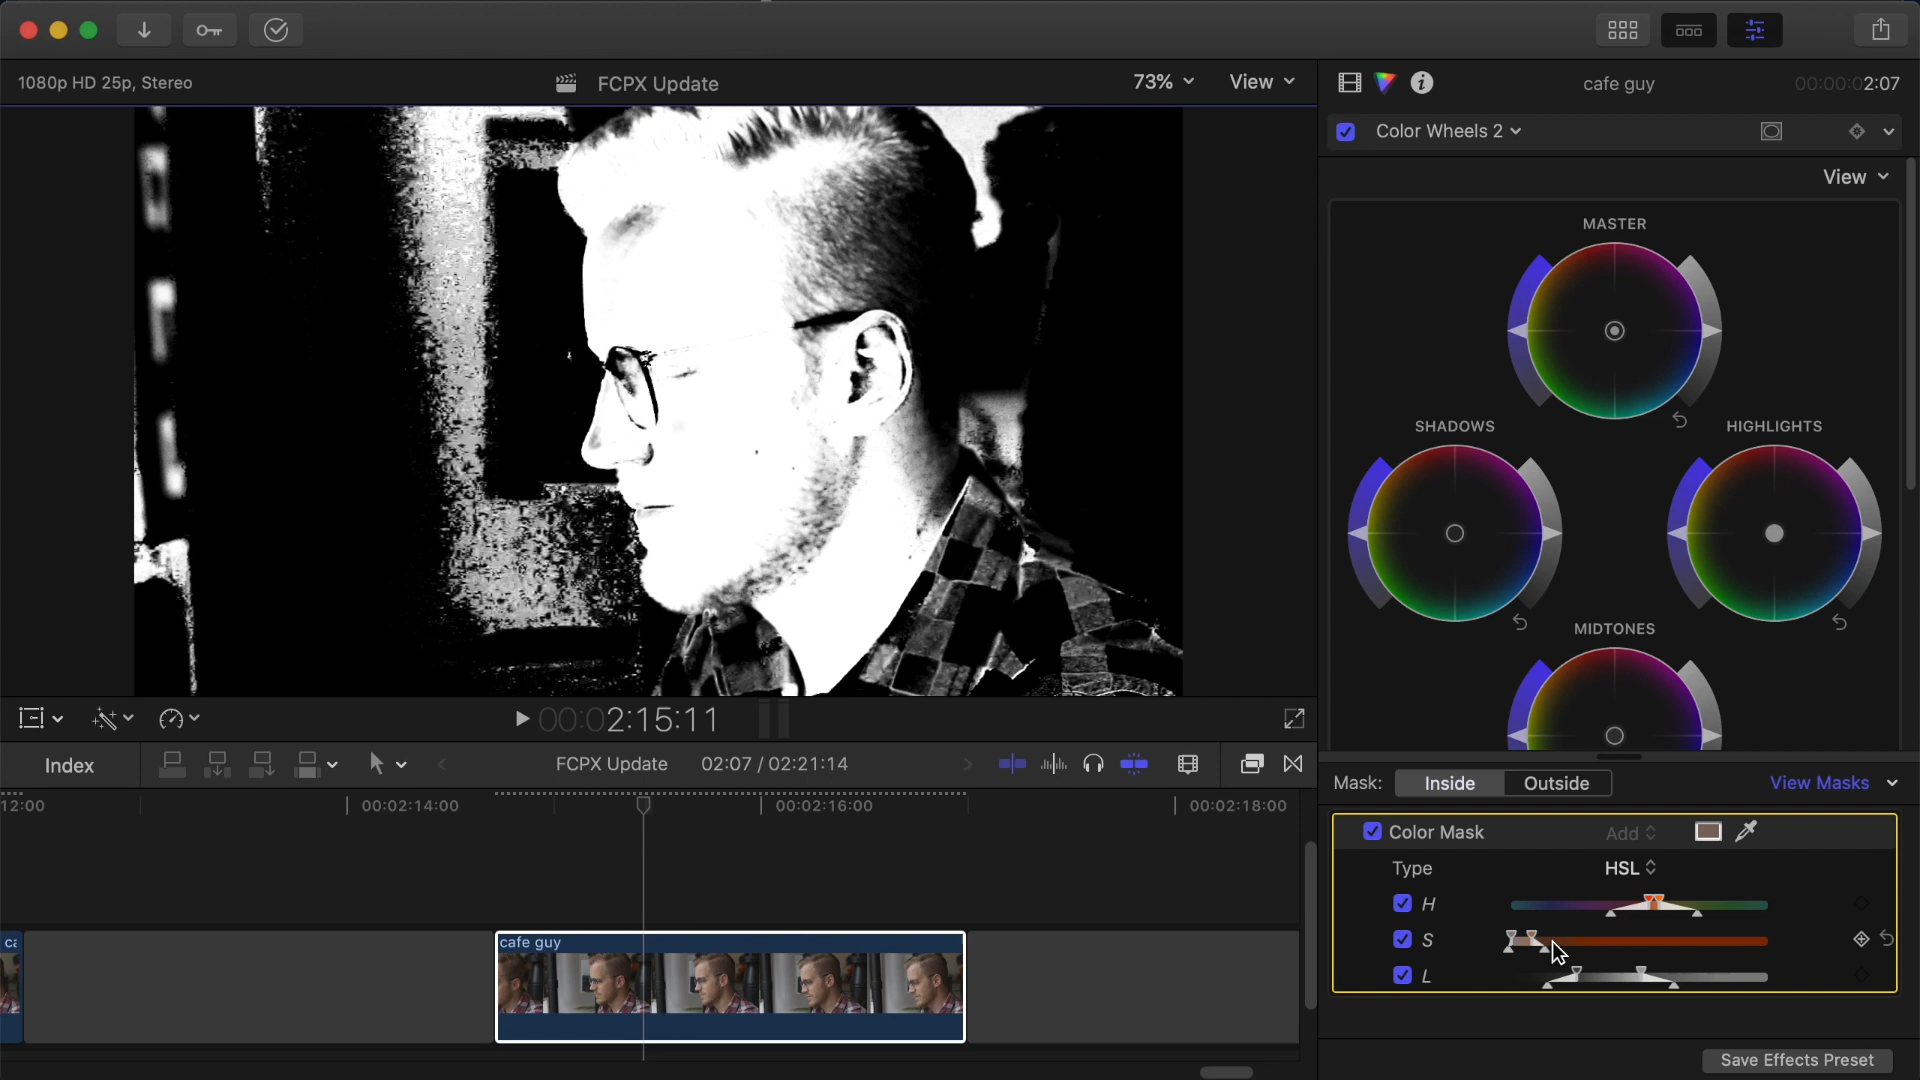 1080p HD 25p, Stereo
FCPX Update
73%
View
cafe guy
00:00:02:07
Color Wheels 2
View
MASTER
SHADOWS
HIGHLIGHTS
MIDTONES
00:02:15:11
Index
FCPX Update
02:07 / 02:21:14
12:00
00:02:14:00
00:02:16:00
00:02:18:00
ca
cafe guy
Mask:
Inside
Outside
View Masks
Color Mask
Add
Type
HSL
H
S
L
Save Effects Preset